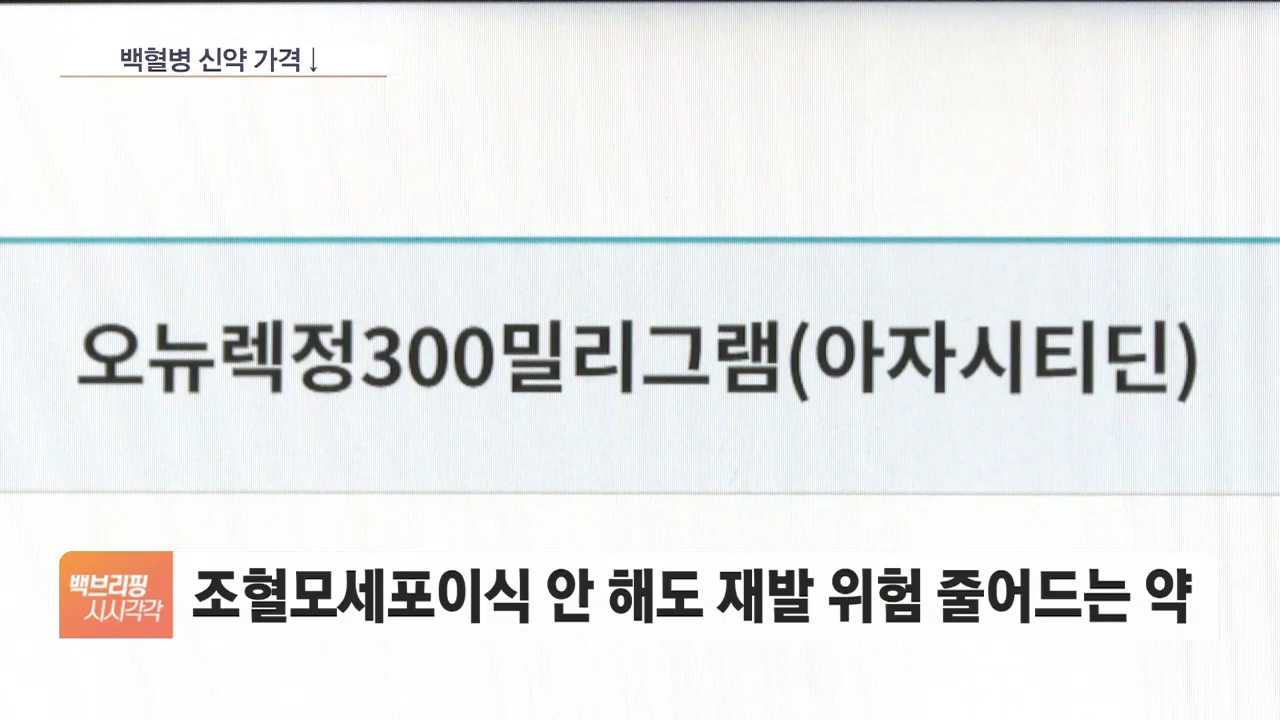 백혈병 신약 가격↓
오뉴렉정300밀리그램(아자시티딘)
백브리핑
시시각각
조혈모세포이식 안 해도 재발 위험 줄어드는 약